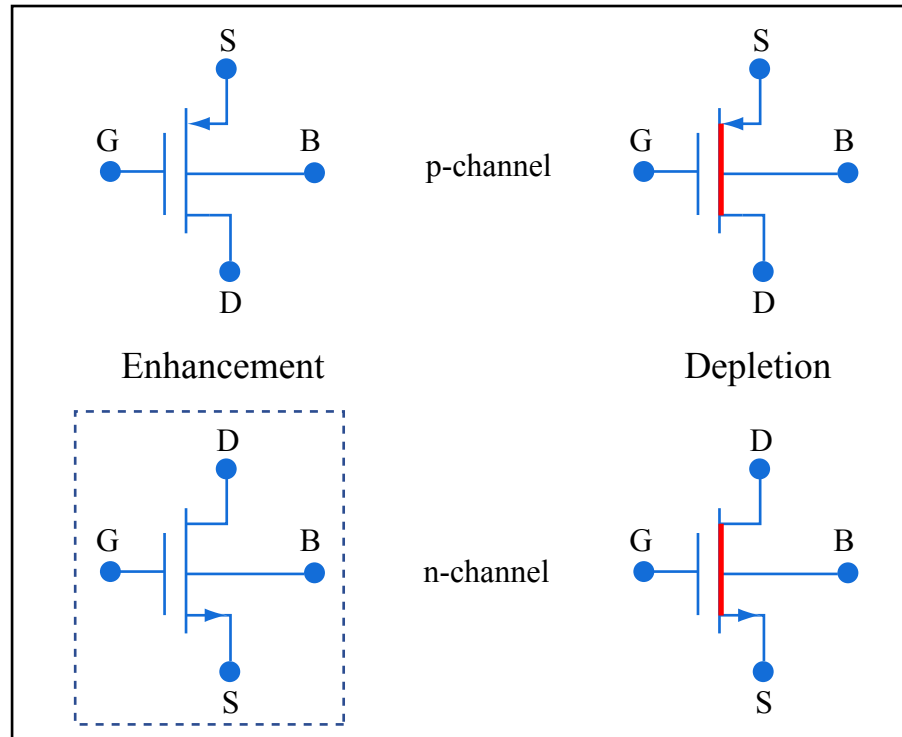 S S
G B p-channel G B
D D
Enhancement Depletion
D D
G B n-channel G B
S S